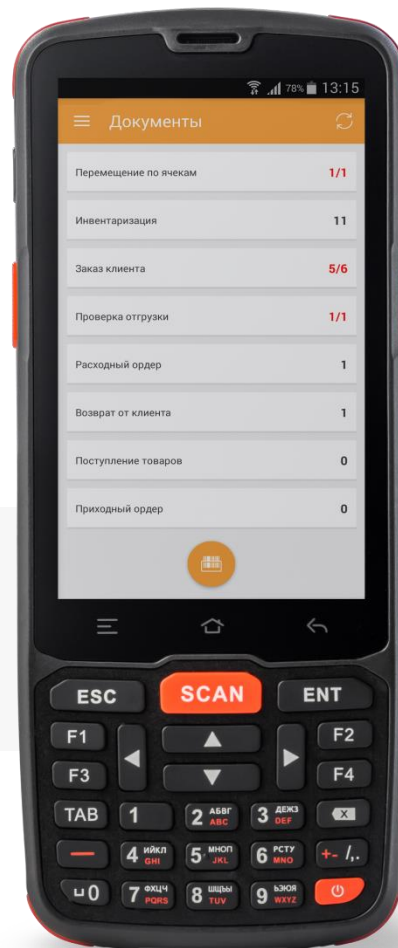 78% 13:15
Документы
Перемещение по ячекам 1/1
Инвентаризация 11
Заказ клиента 5/6
Проверка отгрузки 1/1
Расходный ордер 1
Возврат от клиента 1
Поступление товаров 0
Приходный ордер 0
ESC SCAN ENT
F1 F2
F3 F4
TAB 1 2 АБВГ ABC 3 ДЕЖЗ DEF X
4 ИЙКЛ GHI 5 МНОП JKL 6 РСТУ MNO +- /,.
0 7 ФХЦЧ PQRS 8 ШЩЪЫ TUV 9 ЬЭЮЯ WXYZ